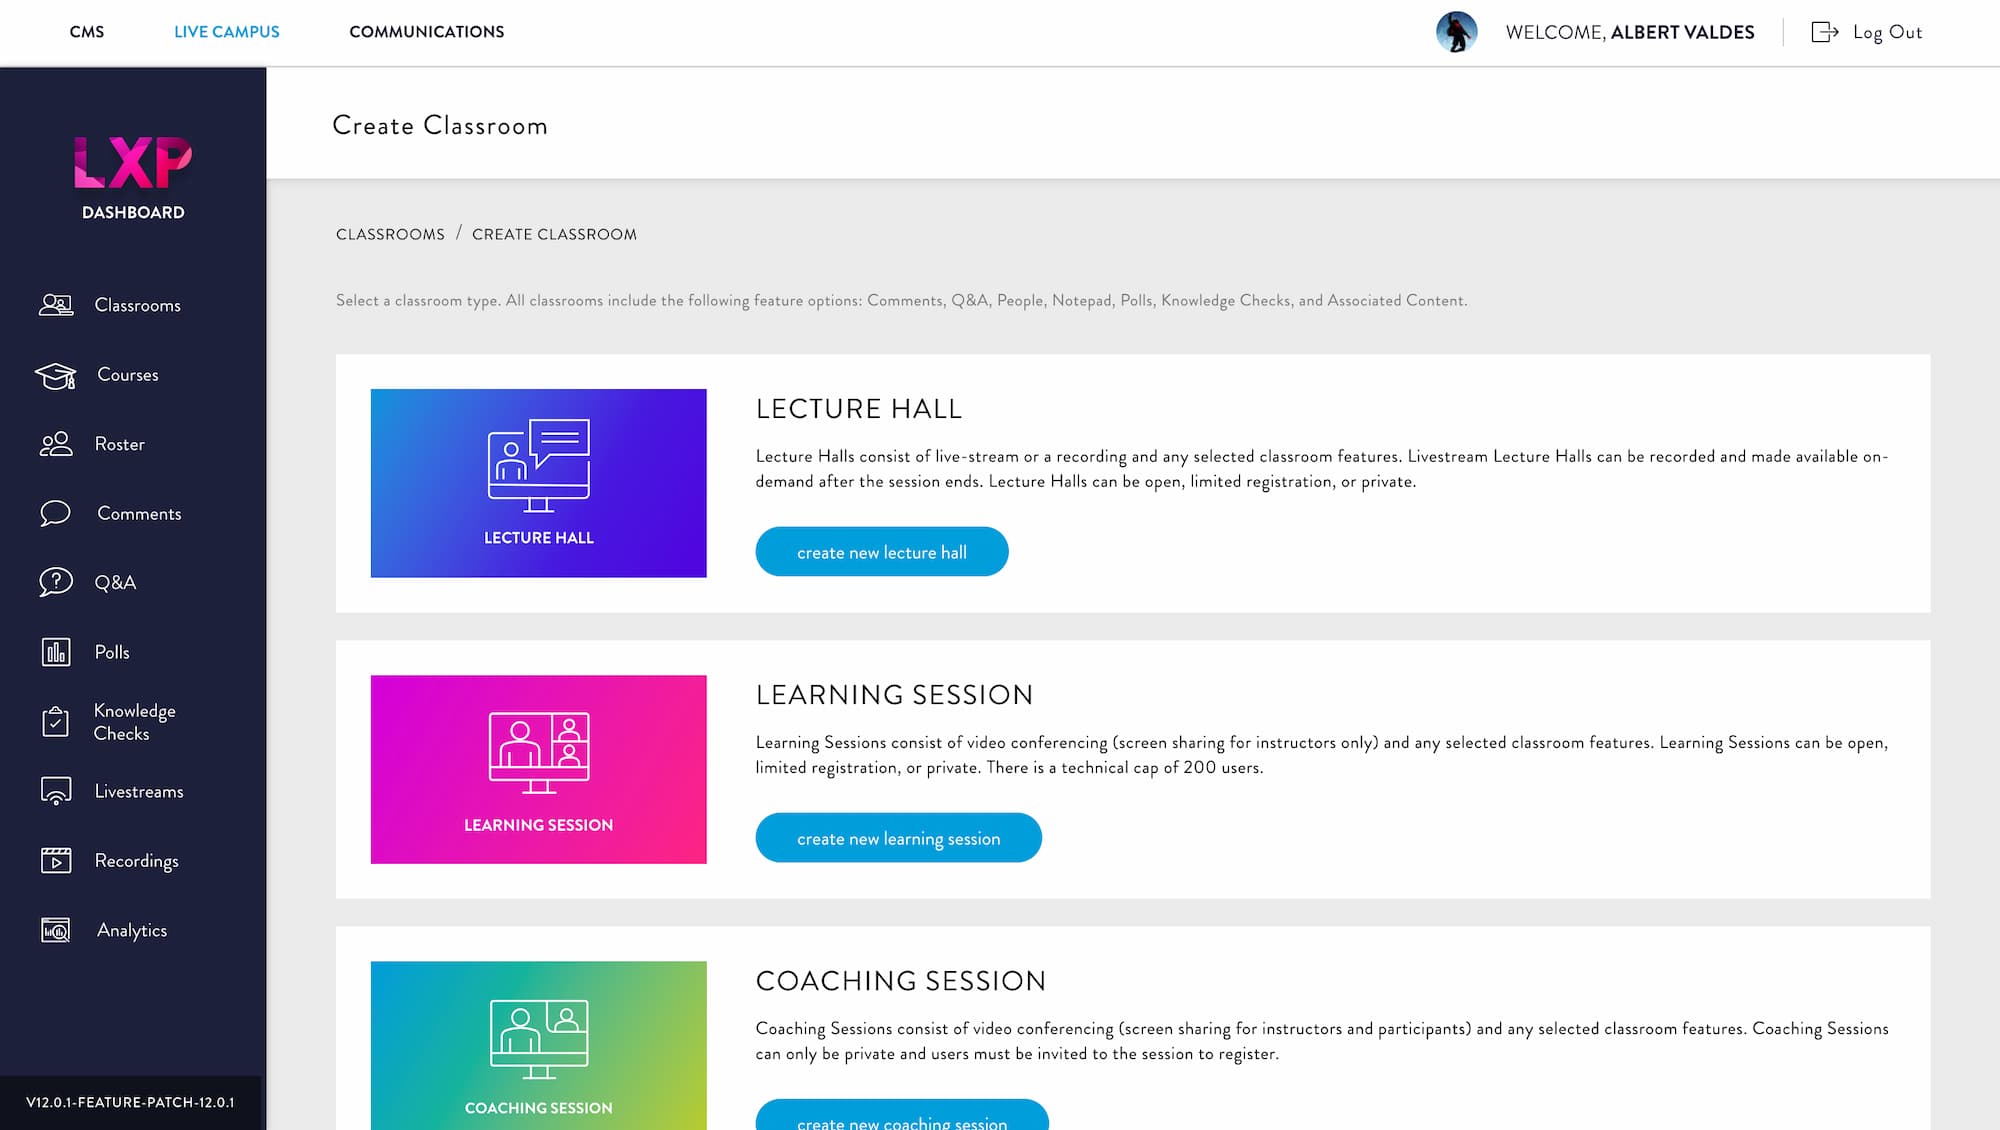 CMS
LIVE CAMPUS
COMMUNICATIONS
WELCOME, ALBERT VALDES
Log Out
LXP
DASHBOARD
Classrooms
Courses
Roster
Comments
Q&A
Polls
Knowledge
Checks
Livestreams
Recordings
Analytics
V12.0.1-FEATURE-PATCH-12.0.1
Create Classroom
CLASSROOMS / CREATE CLASSROOM
Select a classroom type. All classrooms include the following feature options: Comments, Q&A, People, Notepad, Polls, Knowledge Checks, and Associated Content.
LECTURE HALL
LECTURE HALL
Lecture Halls consist of live-stream or a recording and any selected classroom features. Livestream Lecture Halls can be recorded and made available on-
demand after the session ends. Lecture Halls can be open, limited registration, or private.
create new lecture hall
LEARNING SESSION
LEARNING SESSION
Learning Sessions consist of video conferencing (screen sharing for instructors only) and any selected classroom features. Learning Sessions can be open,
limited registration, or private. There is a technical cap of 200 users.
create new learning session
COACHING SESSION
COACHING SESSION
Coaching Sessions consist of video conferencing (screen sharing for instructors and participants) and any selected classroom features. Coaching Sessions
can only be private and users must be invited to the session to register.
create new coaching session